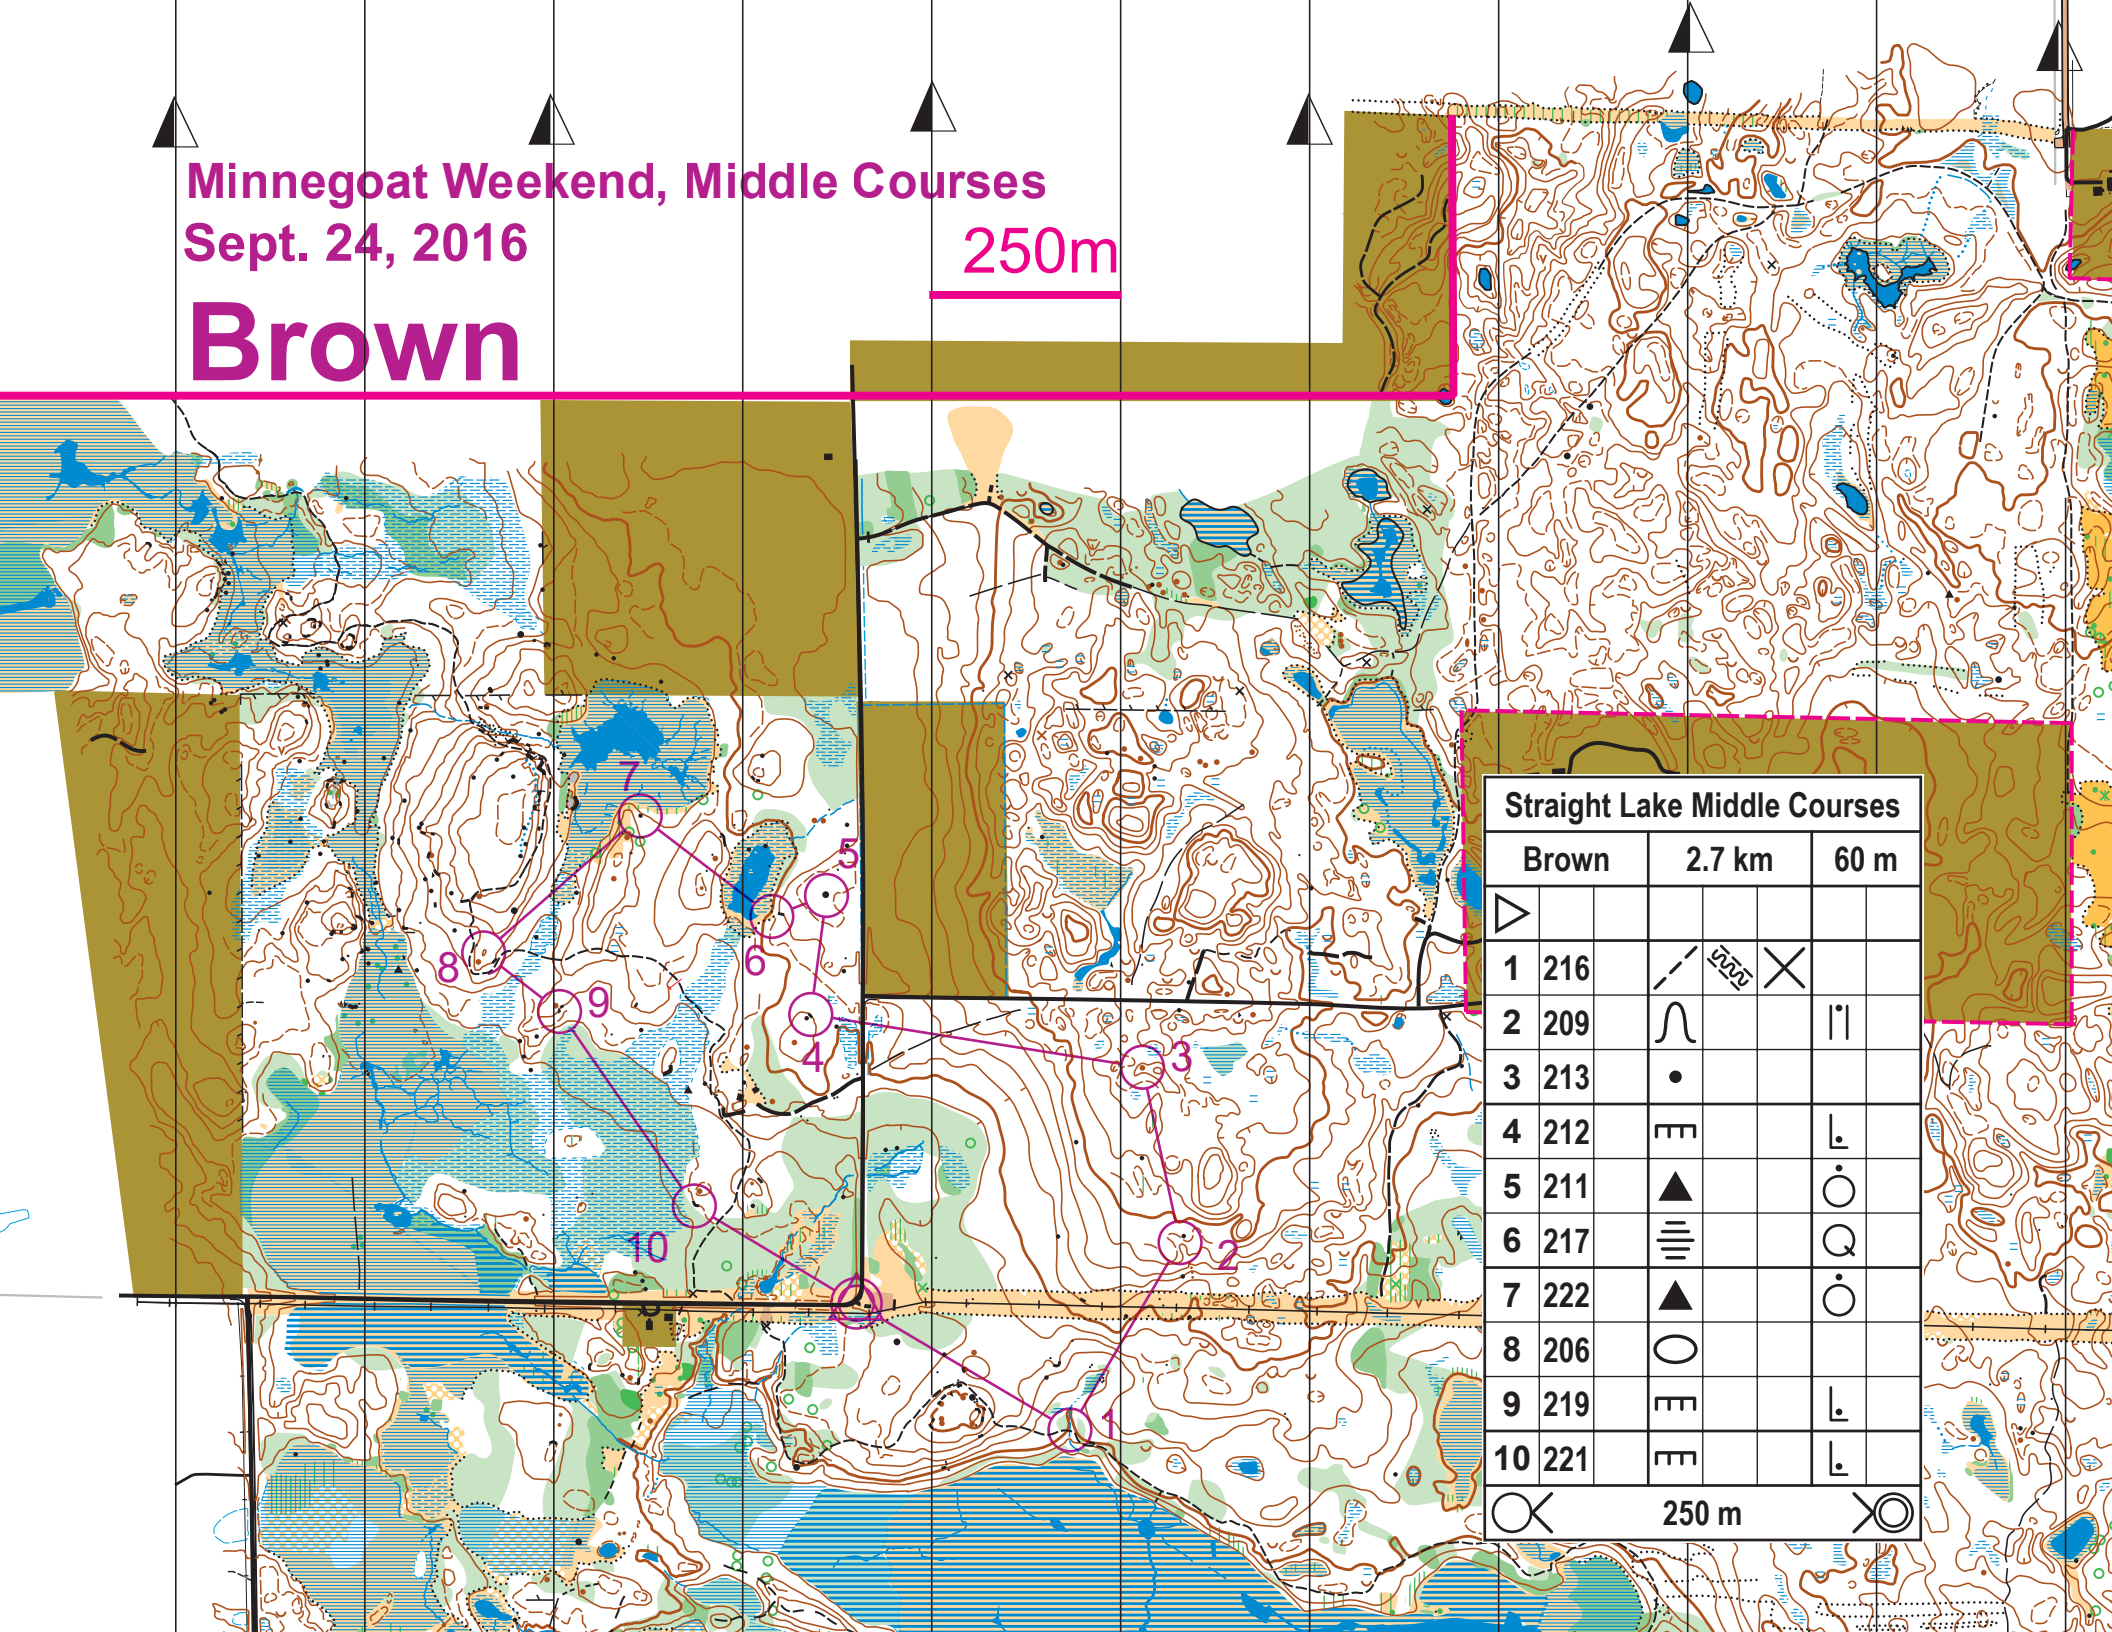 Minnegoat Weekend, Middle Courses
Sept. 24, 2016
250m
Brown
7
5
6
8
9
4
3
10
2
1
Straight Lake Middle Courses
Brown 2.7 km 60 m
1 216
2 209
3 213
4 212
5 211
6 217
7 222
8 206
9 219
10 221
250 m